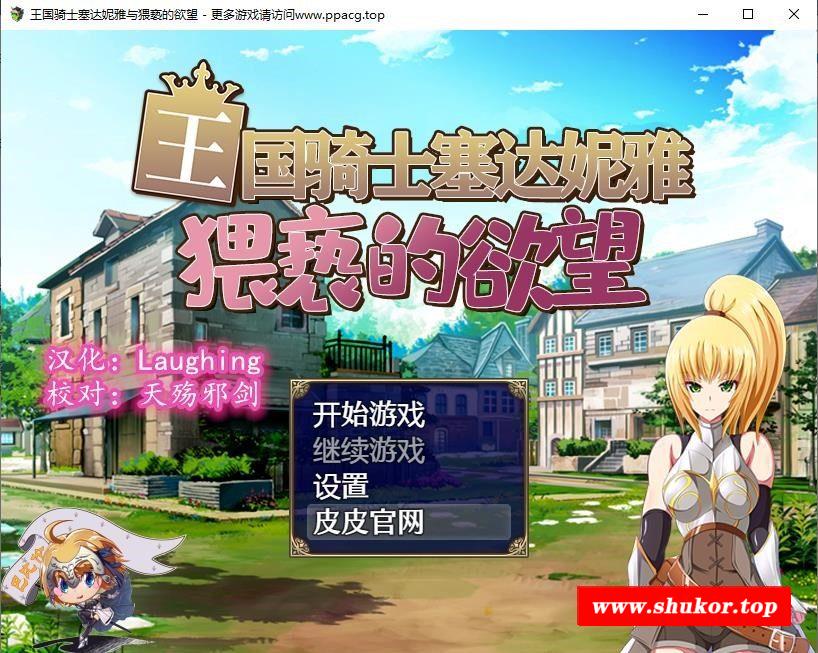 王国骑士塞达妮雅与猥亵的欲望 - 更多游戏请访问www.ppacg.top
王国骑士塞达妮雅
猥亵的欲望
汉化：Laughing
校对：天殇邪剑
开始游戏
继续游戏
设置
皮皮官网
www.shukor.top